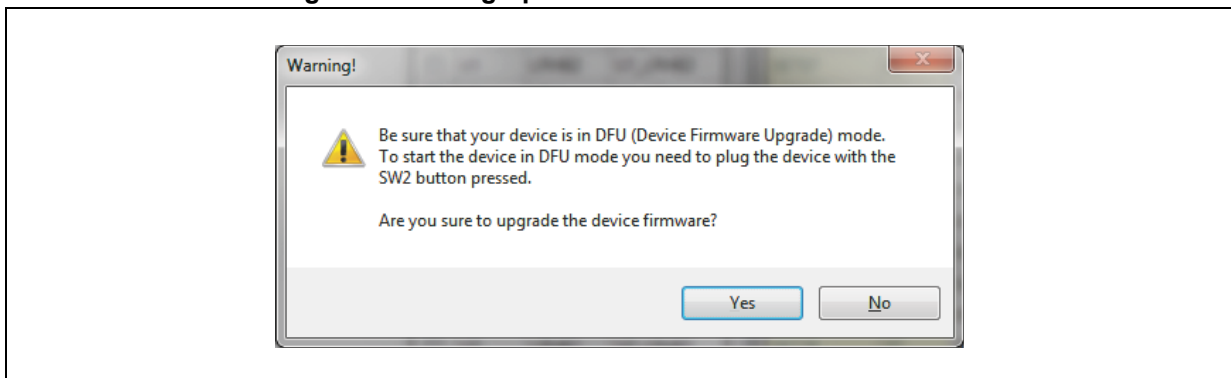 Warning!
Be sure that your device is in DFU (Device Firmware Upgrade) mode.
To start the device in DFU mode you need to plug the device with the
SW2 button pressed.
Are you sure to upgrade the device firmware?
Yes
No